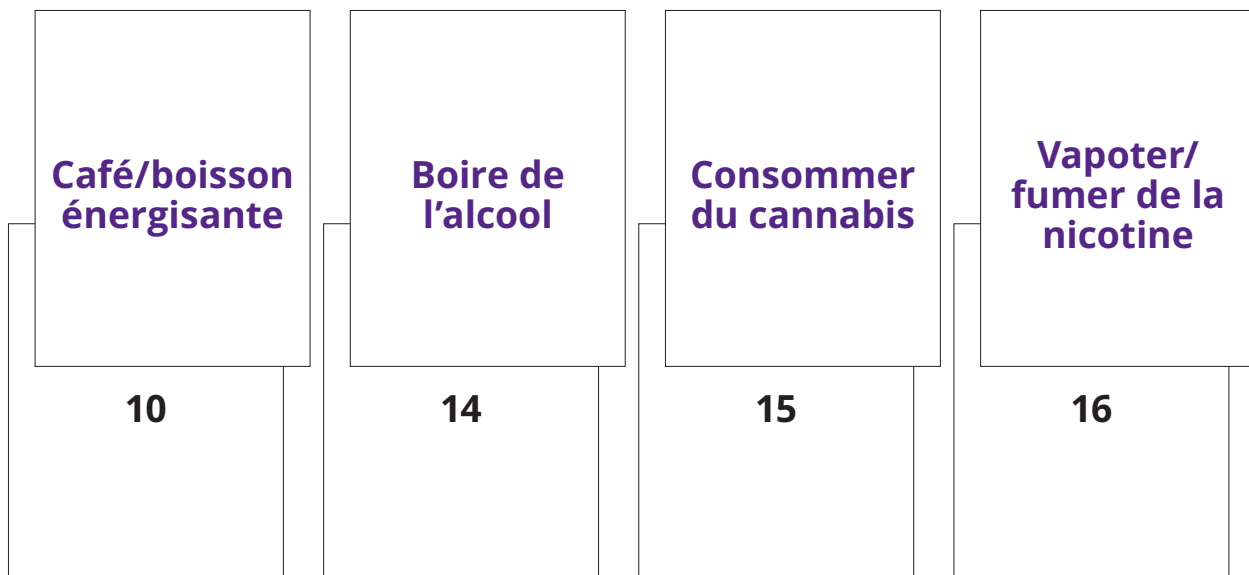 Café/boisson
énergisante
10
Boire de
l’alcool
14
Consommer
du cannabis
15
Vapoter/
fumer de la
nicotine
16